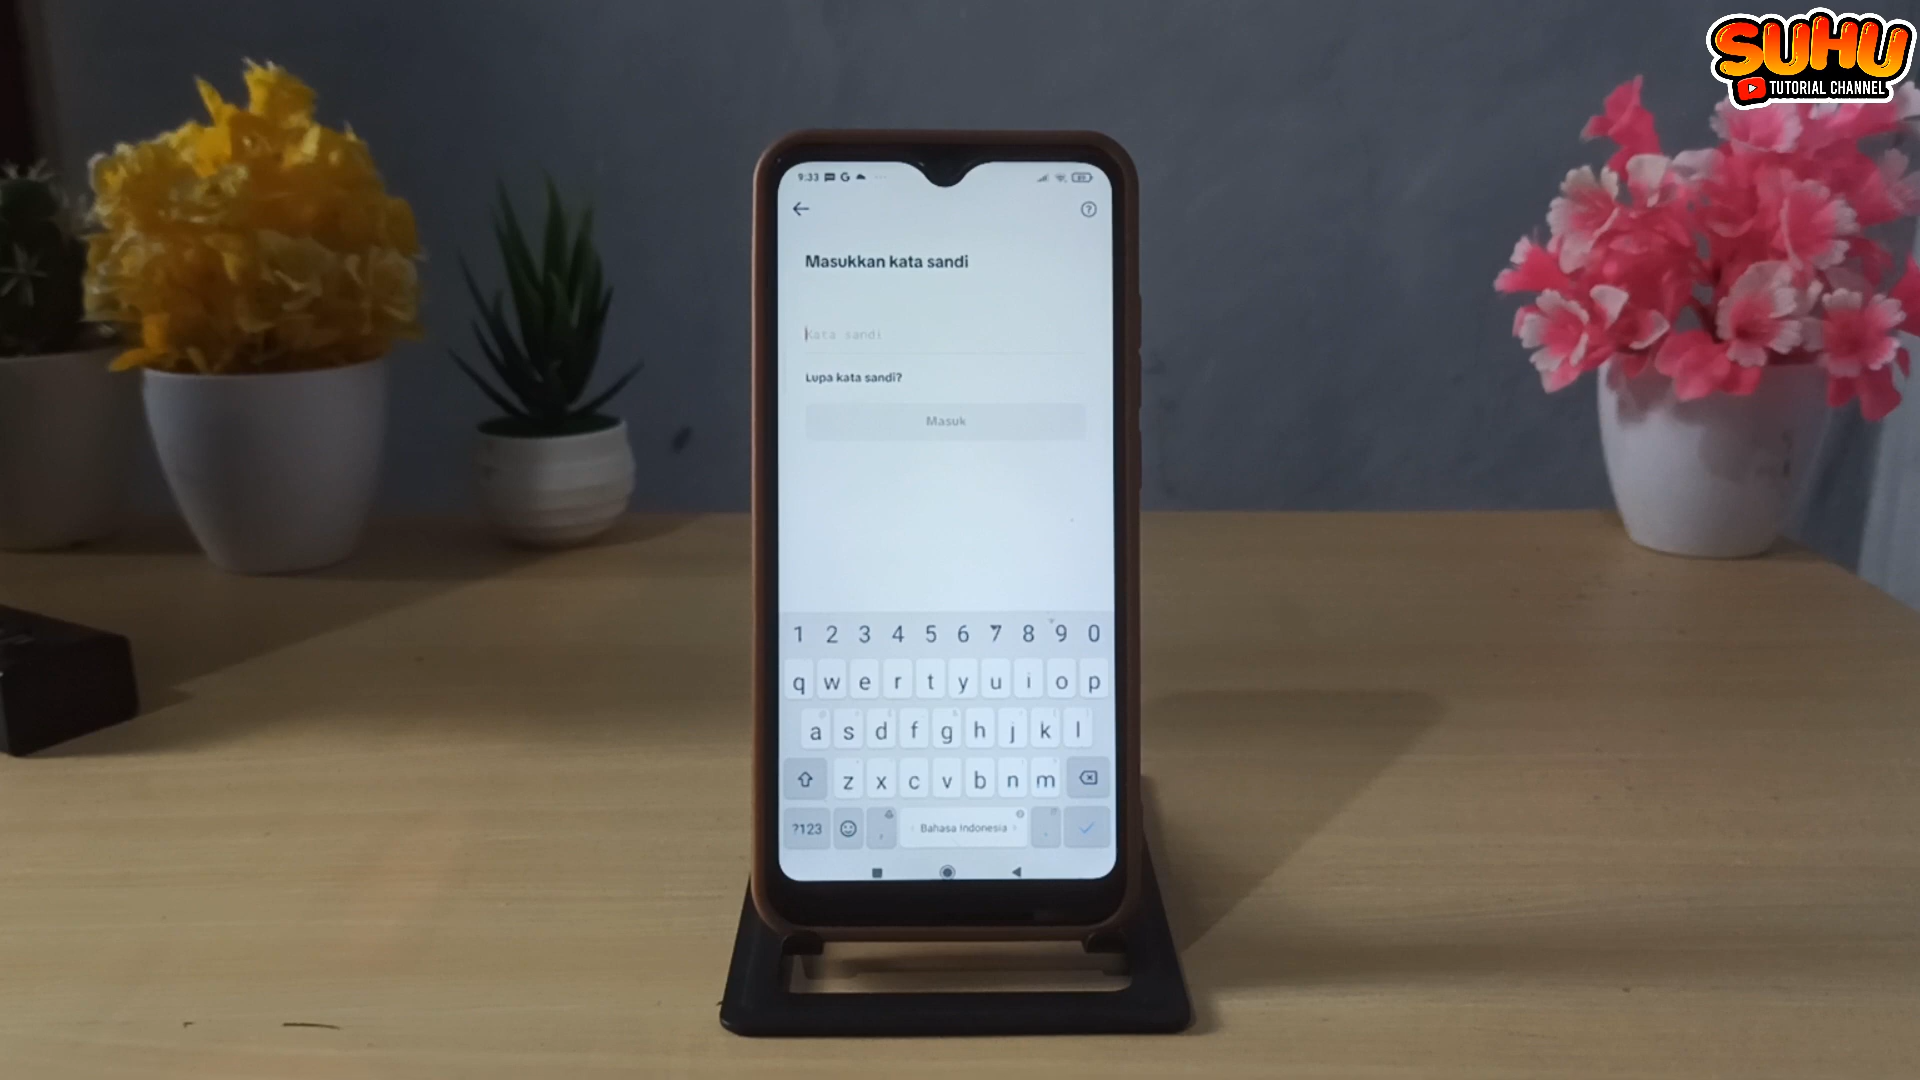 SUHU
TUTORIAL CHANNEL
9:33
Masukkan kata sandi
Kata sandi
Lupa kata sandi?
Masuk
1 2 3 4 5 6 7 8 9 0
q w e r t y u i o p
a s d f g h j k l
z x c v b n m
?123 , Bahasa Indonesia .